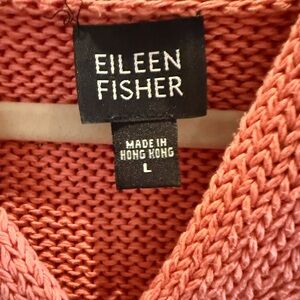 EILEEN
FISHER
MADE IN
HONG KONG
L